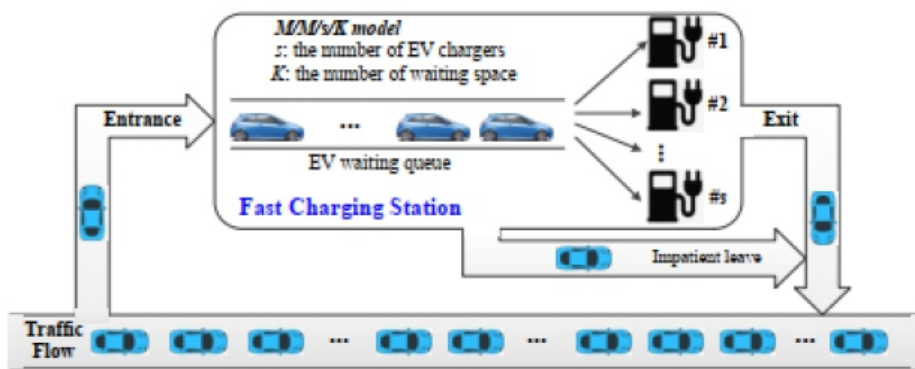 M/M/s/K model
s: the number of EV chargers
K: the number of waiting space
#1
#2
Entrance
...
Exit
EV waiting queue
⋮
#s
Fast Charging Station
Impatient leave
Traffic
Flow
... ... ...